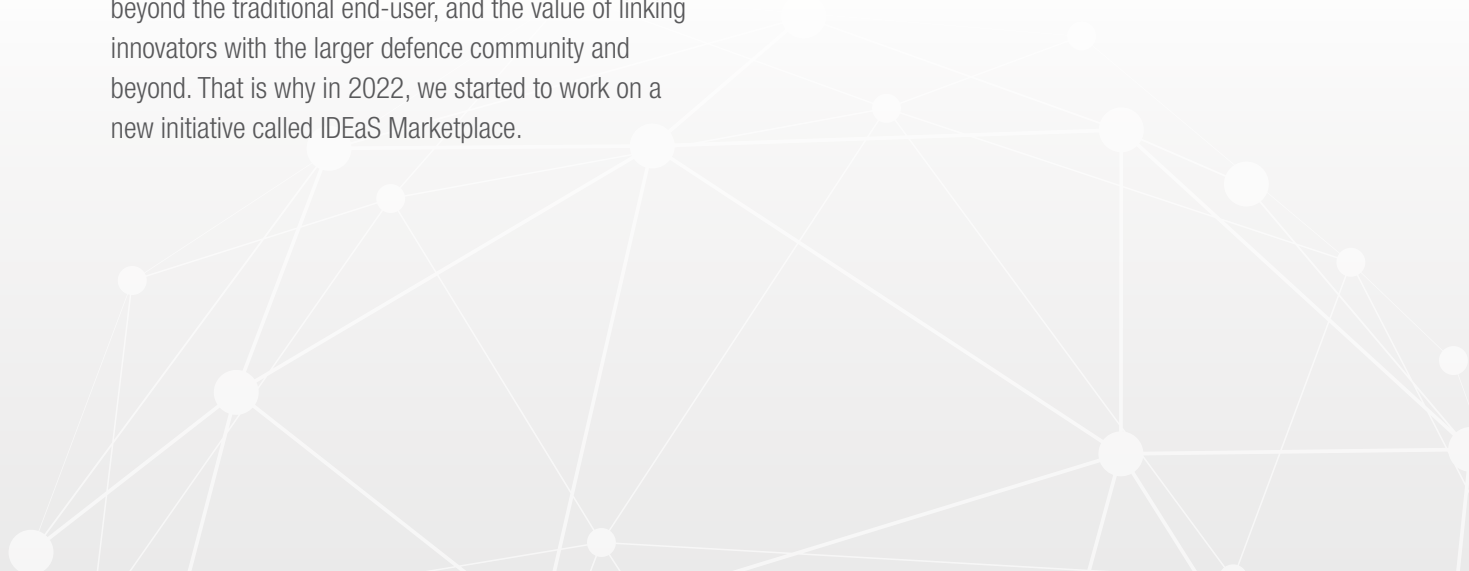 beyond the traditional end-user, and the value of linking
innovators with the larger defence community and
beyond. That is why in 2022, we started to work on a
new initiative called IDEaS Marketplace.